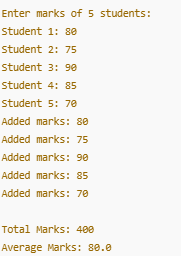 Enter marks of 5 students:
Student 1: 80
Student 2: 75
Student 3: 90
Student 4: 85
Student 5: 70
Added marks: 80
Added marks: 75
Added marks: 90
Added marks: 85
Added marks: 70

Total Marks: 400
Average Marks: 80.0